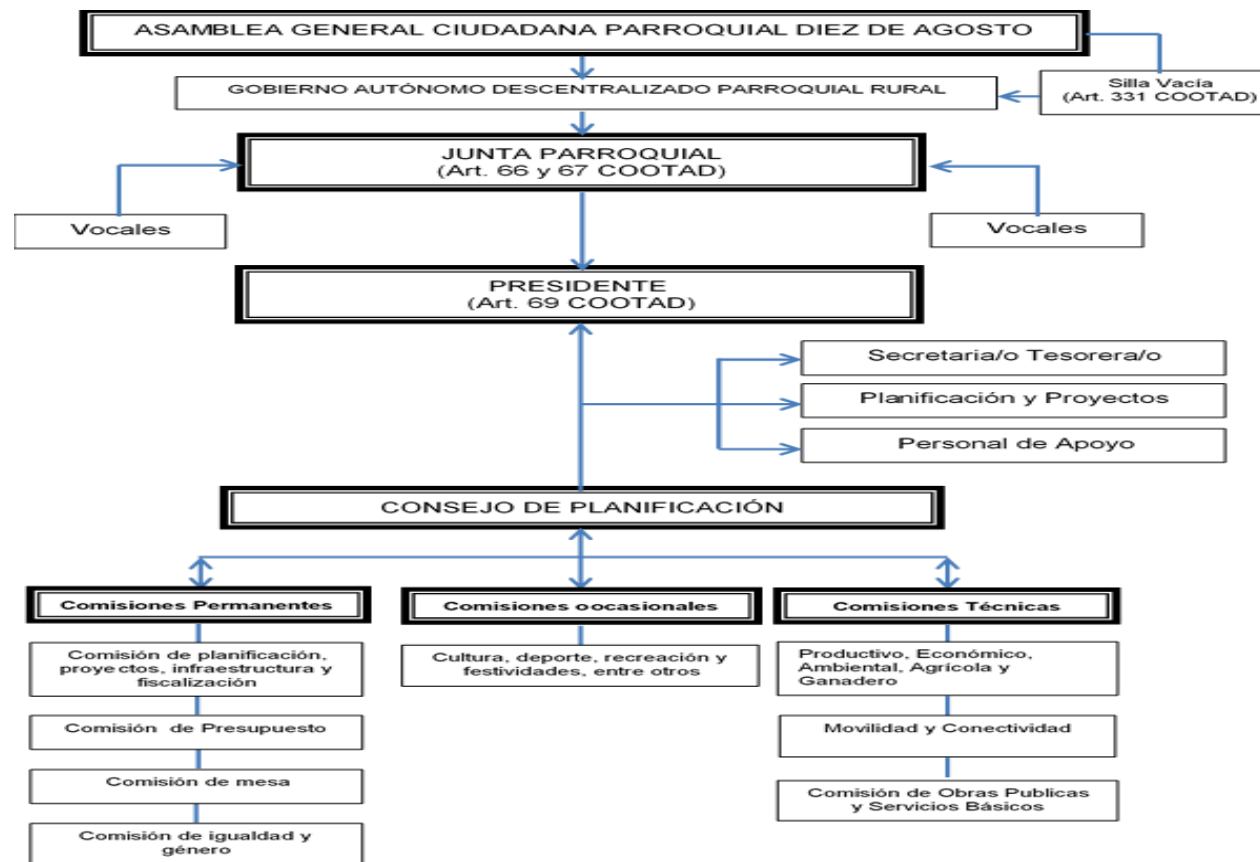 ASAMBLEA GENERAL CIUDADANA PARROQUIAL DIEZ DE AGOSTO
GOBIERNO AUTÓNOMO DESCENTRALIZADO PARROQUIAL RURAL
Silla Vacía
(Art. 331 COOTAD)
JUNTA PARROQUIAL
(Art. 66 y 67 COOTAD)
Vocales
Vocales
PRESIDENTE
(Art. 69 COOTAD)
Secretaria/o Tesorera/o
Planificación y Proyectos
Personal de Apoyo
CONSEJO DE PLANIFICACIÓN
Comisiones Permanentes
Comisión de planificación,
proyectos, infraestructura y
fiscalización
Comisión de Presupuesto
Comisión de mesa
Comisión de igualdad y
género
Comisiones oocasionales
Cultura, deporte, recreación y
festividades, entre otros
Comisiones Técnicas
Productivo, Económico,
Ambiental, Agrícola y
Ganadero
Movilidad y Conectividad
Comisión de Obras Publicas
y Servicios Básicos